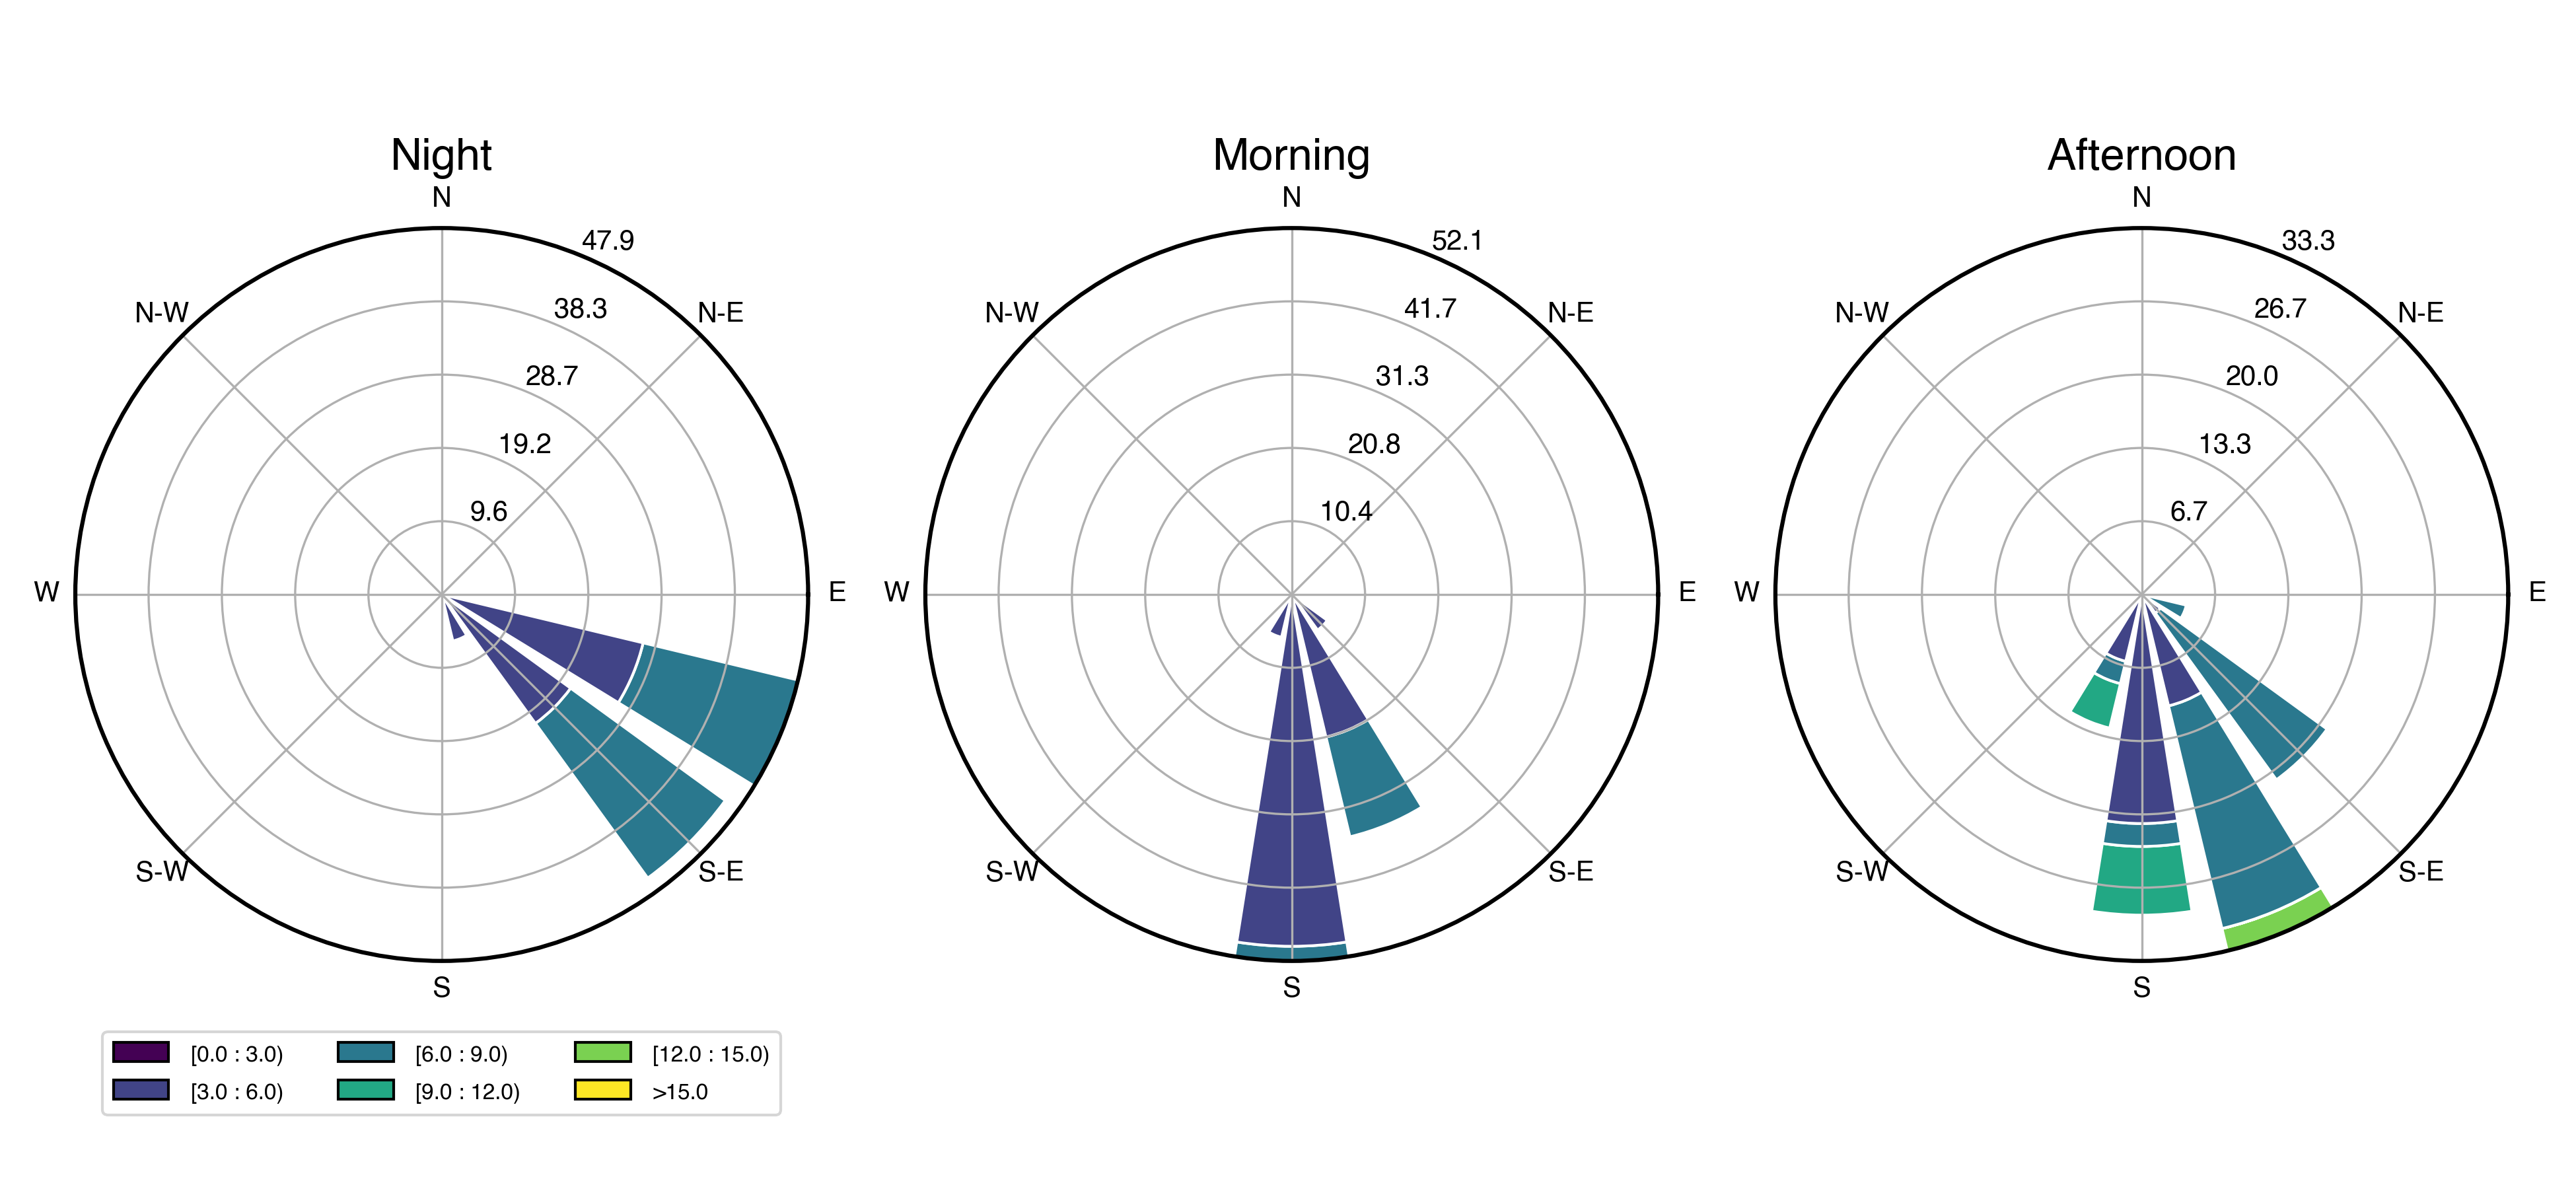 Night
N
47.9
N-W
N-E
38.3
28.7
19.2
9.6
W
E
S-W
S-E
S
Morning
N
52.1
N-W
N-E
41.7
31.3
20.8
10.4
W
E
S-W
S-E
S
Afternoon
N
33.3
N-W
N-E
26.7
20.0
13.3
6.7
W
E
S-W
S-E
S
[0.0 : 3.0)
[3.0 : 6.0)
[6.0 : 9.0)
[9.0 : 12.0)
[12.0 : 15.0)
>15.0